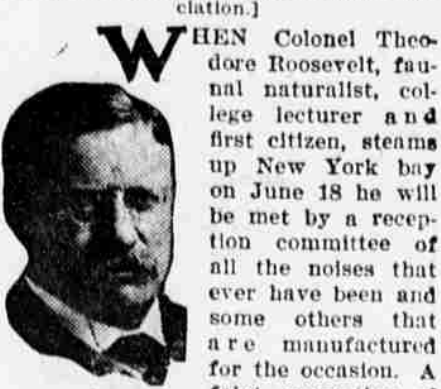 ciation.]
WHEN Colonel Theo-
dore Roosevelt, fau-
nal naturalist, col-
lege lecturer and
first citizen, steams
up New York bay
on June 18 he will
be met by a recep-
tion committee of
all the noises that
ever have been and
some others that
are manufactured
for the occasion. A